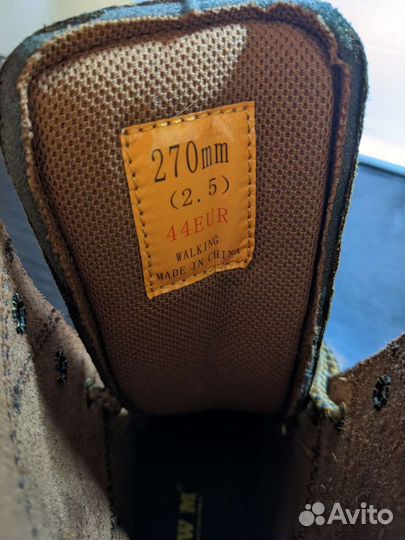 270mm
(2.5)
44EUR
WALKING
MADE IN CHINA
W M
Avito